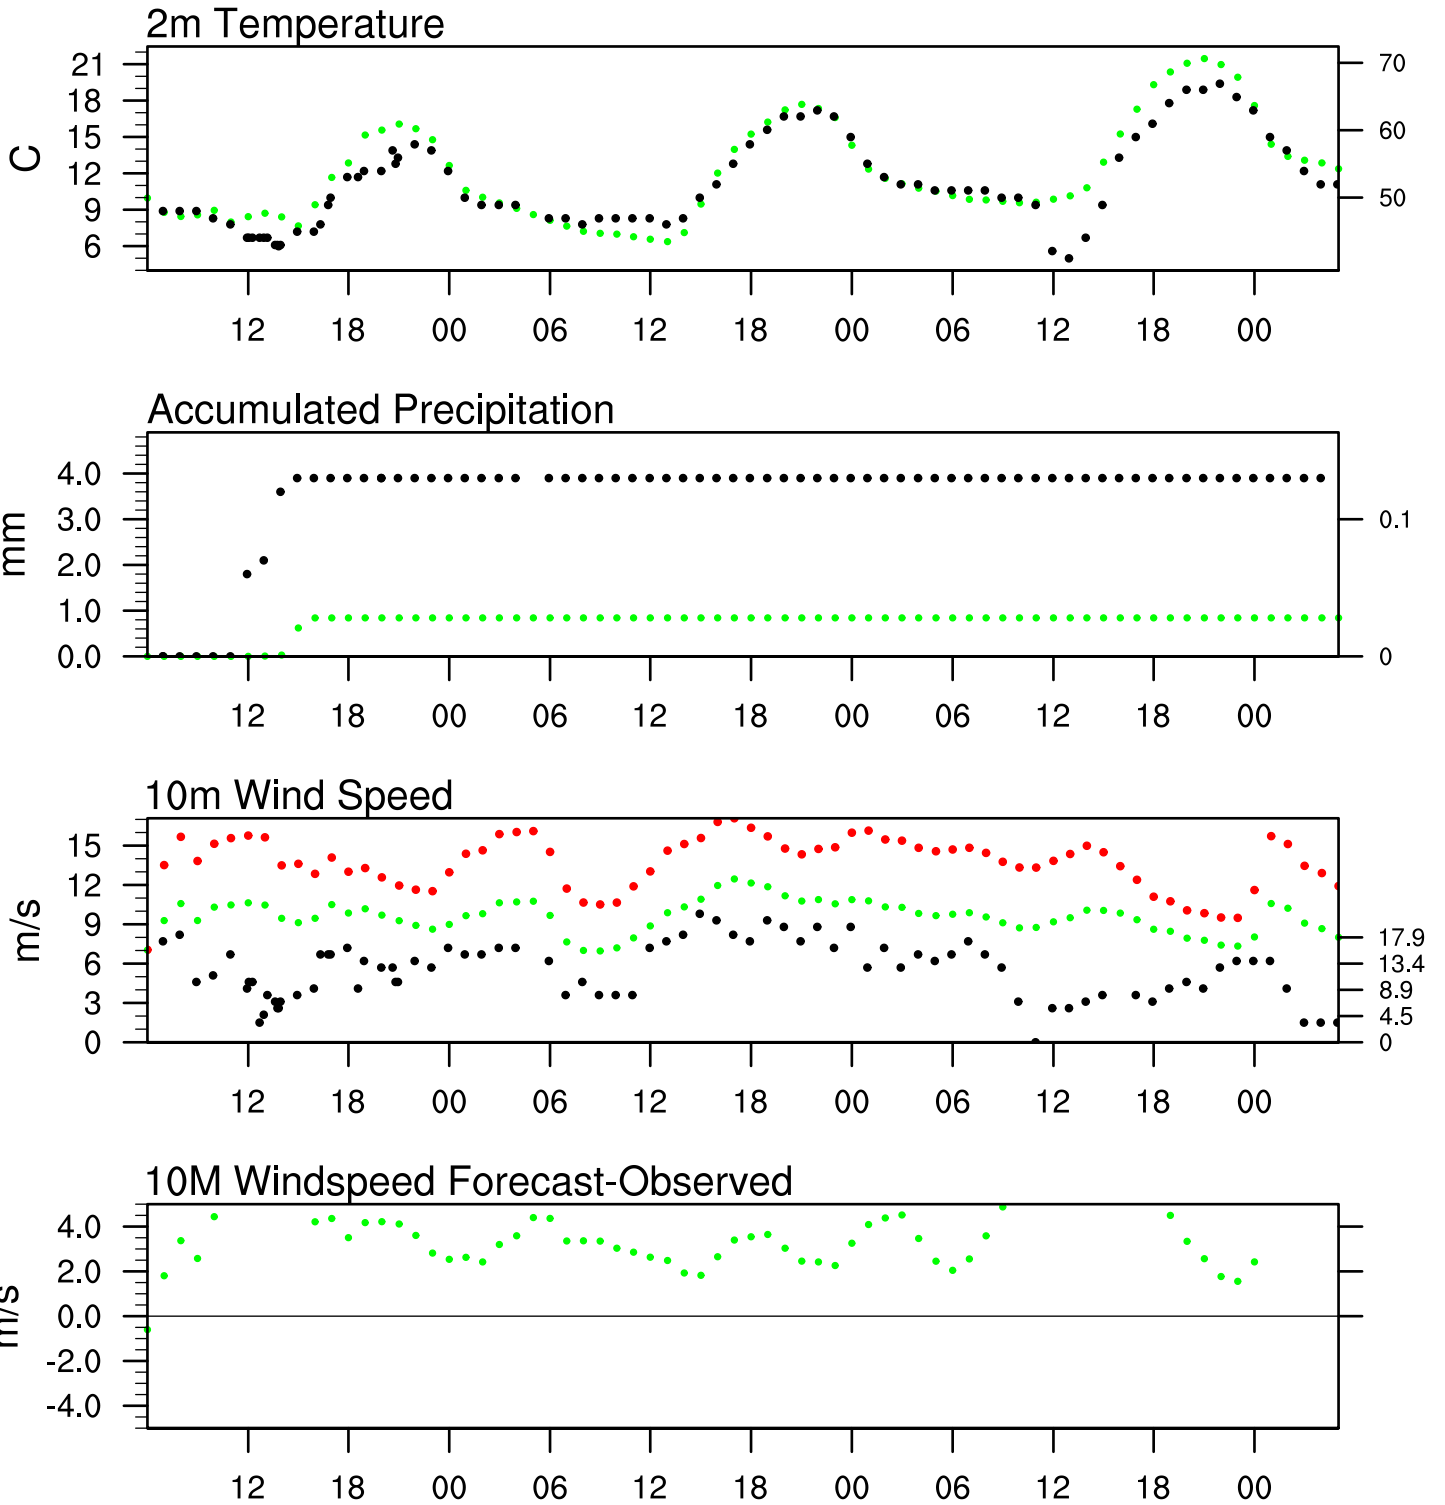 2m Temperature
21 70
18
15 60
C
12
9 50
6
12 18 00 06 12 18 00 06 12 18 00
Accumulated Precipitation
4.0
3.0 0.1
mm
2.0
1.0
0.0 0
12 18 00 06 12 18 00 06 12 18 00
10m Wind Speed
15
12
9 17.9
m/s
6 13.4
8.9
3 4.5
0 0
12 18 00 06 12 18 00 06 12 18 00
10M Windspeed Forecast-Observed
4.0
2.0
m/s
0.0
-2.0
-4.0
12 18 00 06 12 18 00 06 12 18 00